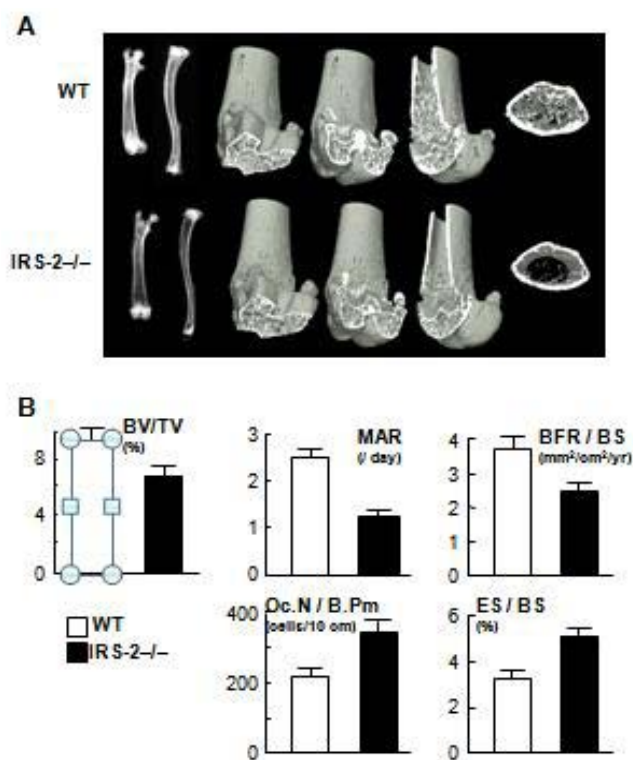 A
WT
IRS-2–/–
B
BV/TV
(%)
8
4
0
MAR
(/ day)
3
2
1
0
BFR / BS
(mm²/cm²/yr)
4
3
2
1
0
WT
IRS-2–/–
Oc.N / B.Pm
(cells/10 cm)
400
200
0
ES / BS
(%)
6
4
2
0